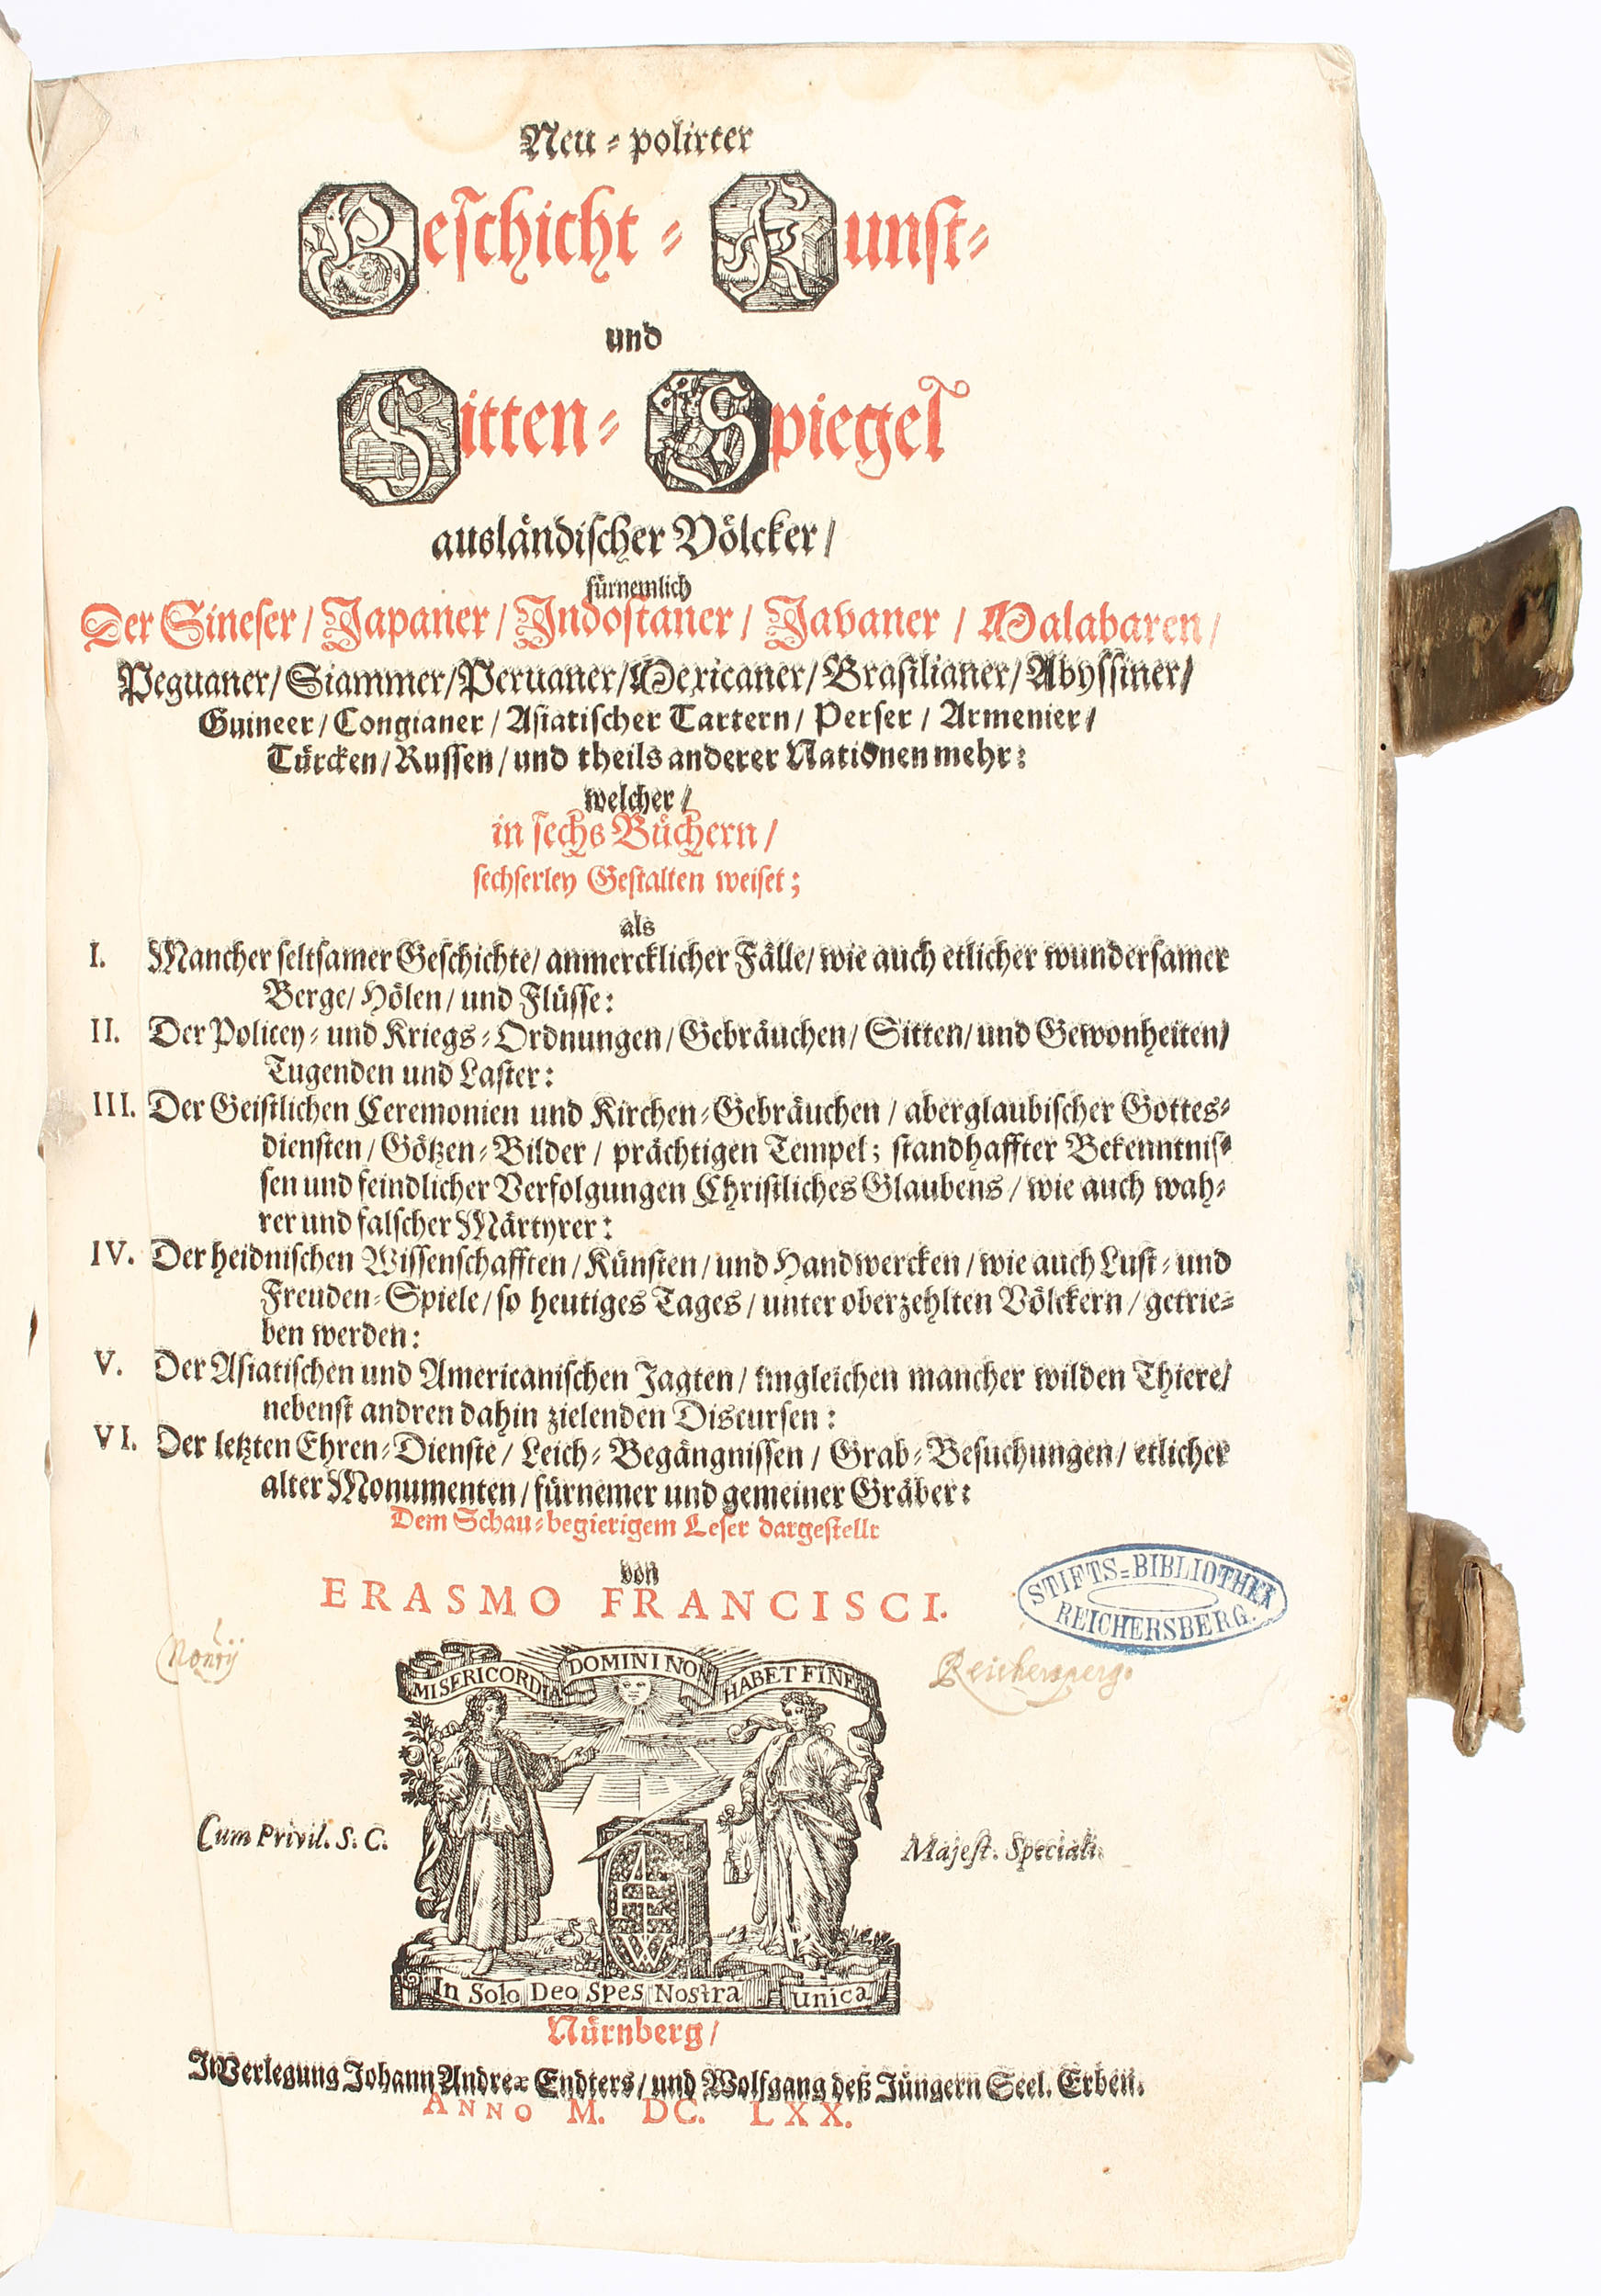 Neu-polirter
Geschicht- Kunst-
und
Sitten- Spiegel
ausländischer Völcker/
fürnemlich
Der Sineser/ Japaner/ Indostaner/ Javaner/ Malabaren/
Peguaner/ Siammer/ Peruaner/ Mexicaner/ Brasilianer/ Abyssiner/
Guineer/ Congianer/ Asiatischer Tartern/ Perser/ Armenier/
Türcken/ Russen/ und theils anderer Nationen mehr:
welcher/
in sechs Büchern/
sechserley Gestalten weiset;
als
I. Mancher seltsamer Geschichte/ anmercklicher Fälle/ wie auch etlicher wundersamer
Berge/ Hölen/ und Flüsse:
II. Der Policey- und Kriegs-Ordnungen/ Gebräuchen/ Sitten/ und Gewonheiten/
Tugenden und Laster:
III. Der Geistlichen Ceremonien und Kirchen-Gebräuchen/ aberglaubischer Gottes-
diensten/ Götzen-Bilder/ prächtigen Tempel; standhaffter Bekenntnis-
sen und feindlicher Verfolgungen Christliches Glaubens/ wie auch wah-
rer und falscher Märtyrer:
IV. Der heidnischen Wissenschafften/ Künsten/ und Handwercken/ wie auch Lust- und
Freuden-Spiele/ so heutiges Tages/ unter oberzehlten Völckern/ getrie-
ben werden:
V. Der Asiatischen und Americanischen Jagten/ imgleichen mancher wilden Thiere/
nebenst andren dahin zielenden Discursen:
VI. Der letzten Ehren-Dienste/ Leich-Begängnissen/ Grab-Besuchungen/ etlicher
alter Monumenten/ fürnemer und gemeiner Gräber:
Dem Schau-begierigem Leser dargestellt
von
ERASMO FRANCISCI.
STIFTS=BIBLIOTHEK
REICHERSBERG.
Reichersperg.
MISERICORDIA DOMINI NON HABET FINEM
Cum Privil. S. C. Majest. Speciali.
In Solo Deo Spes Nostra unica
Nürnberg/
In Verlegung Johann Andreæ Endters/ und Wolfgang deß Jüngern Seel. Erben.
ANNO M. DC. LXX.